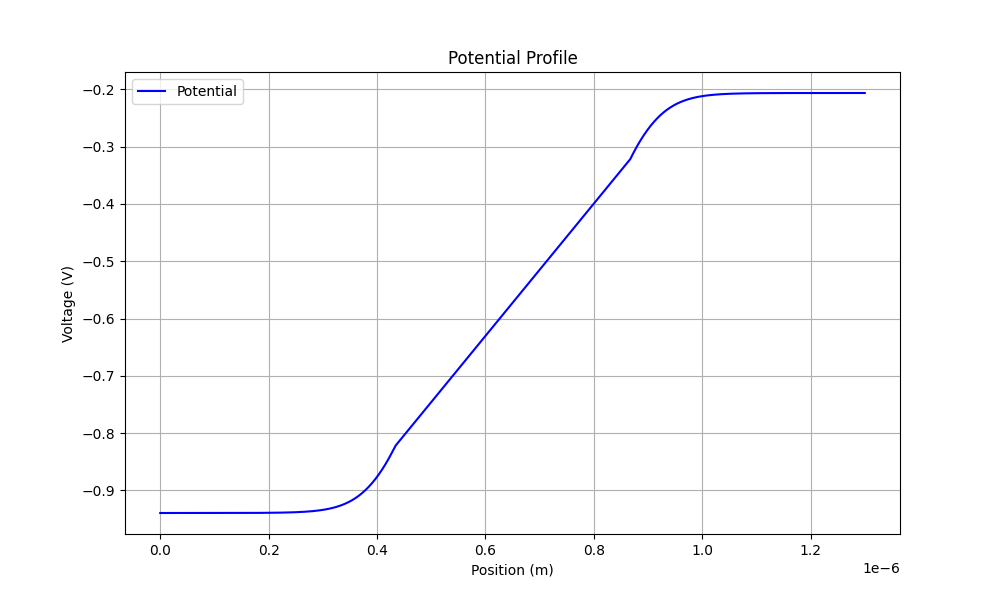 Potential Profile
Potential
Voltage (V)
−0.2
−0.3
−0.4
−0.5
−0.6
−0.7
−0.8
−0.9
0.0 0.2 0.4 0.6 0.8 1.0 1.2
1e−6
Position (m)